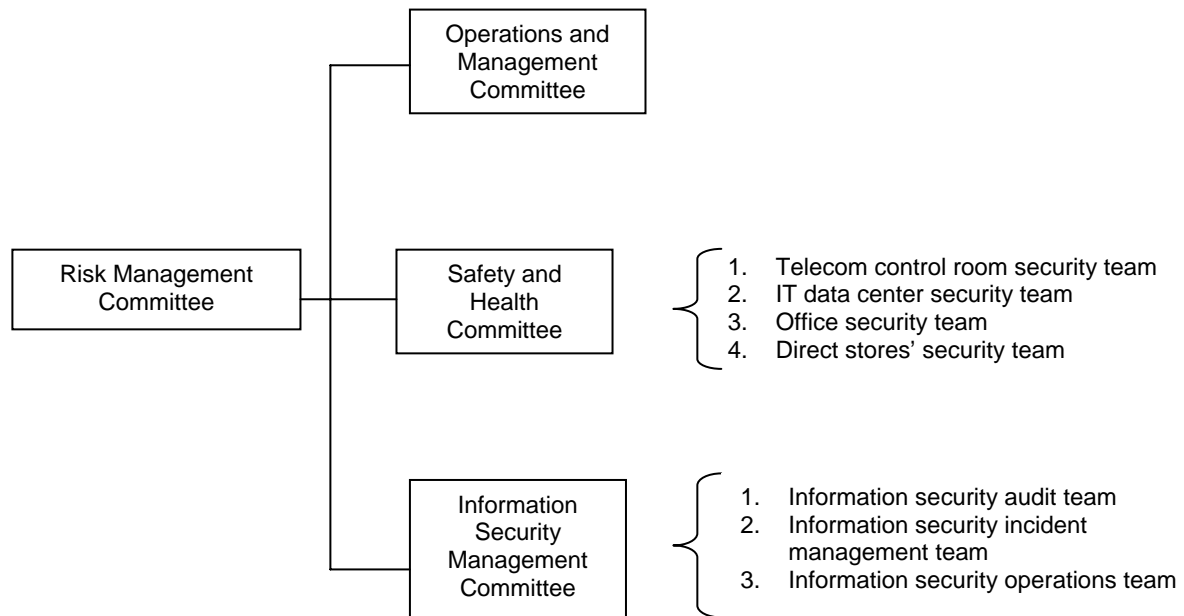 Operations and
Management
Committee
Risk Management
Committee
Safety and
Health
Committee
1. Telecom control room security team
2. IT data center security team
3. Office security team
4. Direct stores’ security team
Information
Security
Management
Committee
1. Information security audit team
2. Information security incident
management team
3. Information security operations team